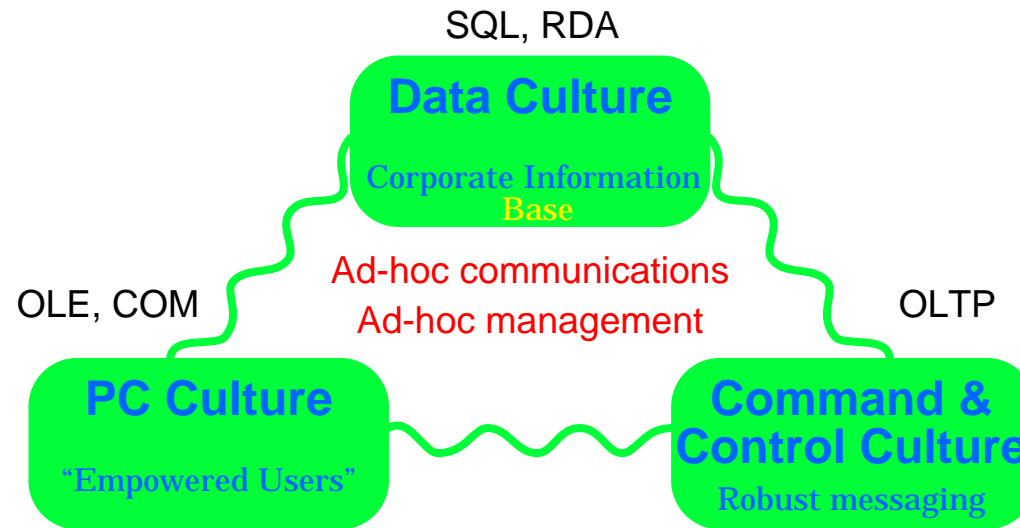 SQL, RDA
Data Culture
Corporate Information
Base
Ad-hoc communications
Ad-hoc management
OLE, COM
OLTP
PC Culture
“Empowered Users”
Command &
Control Culture
Robust messaging